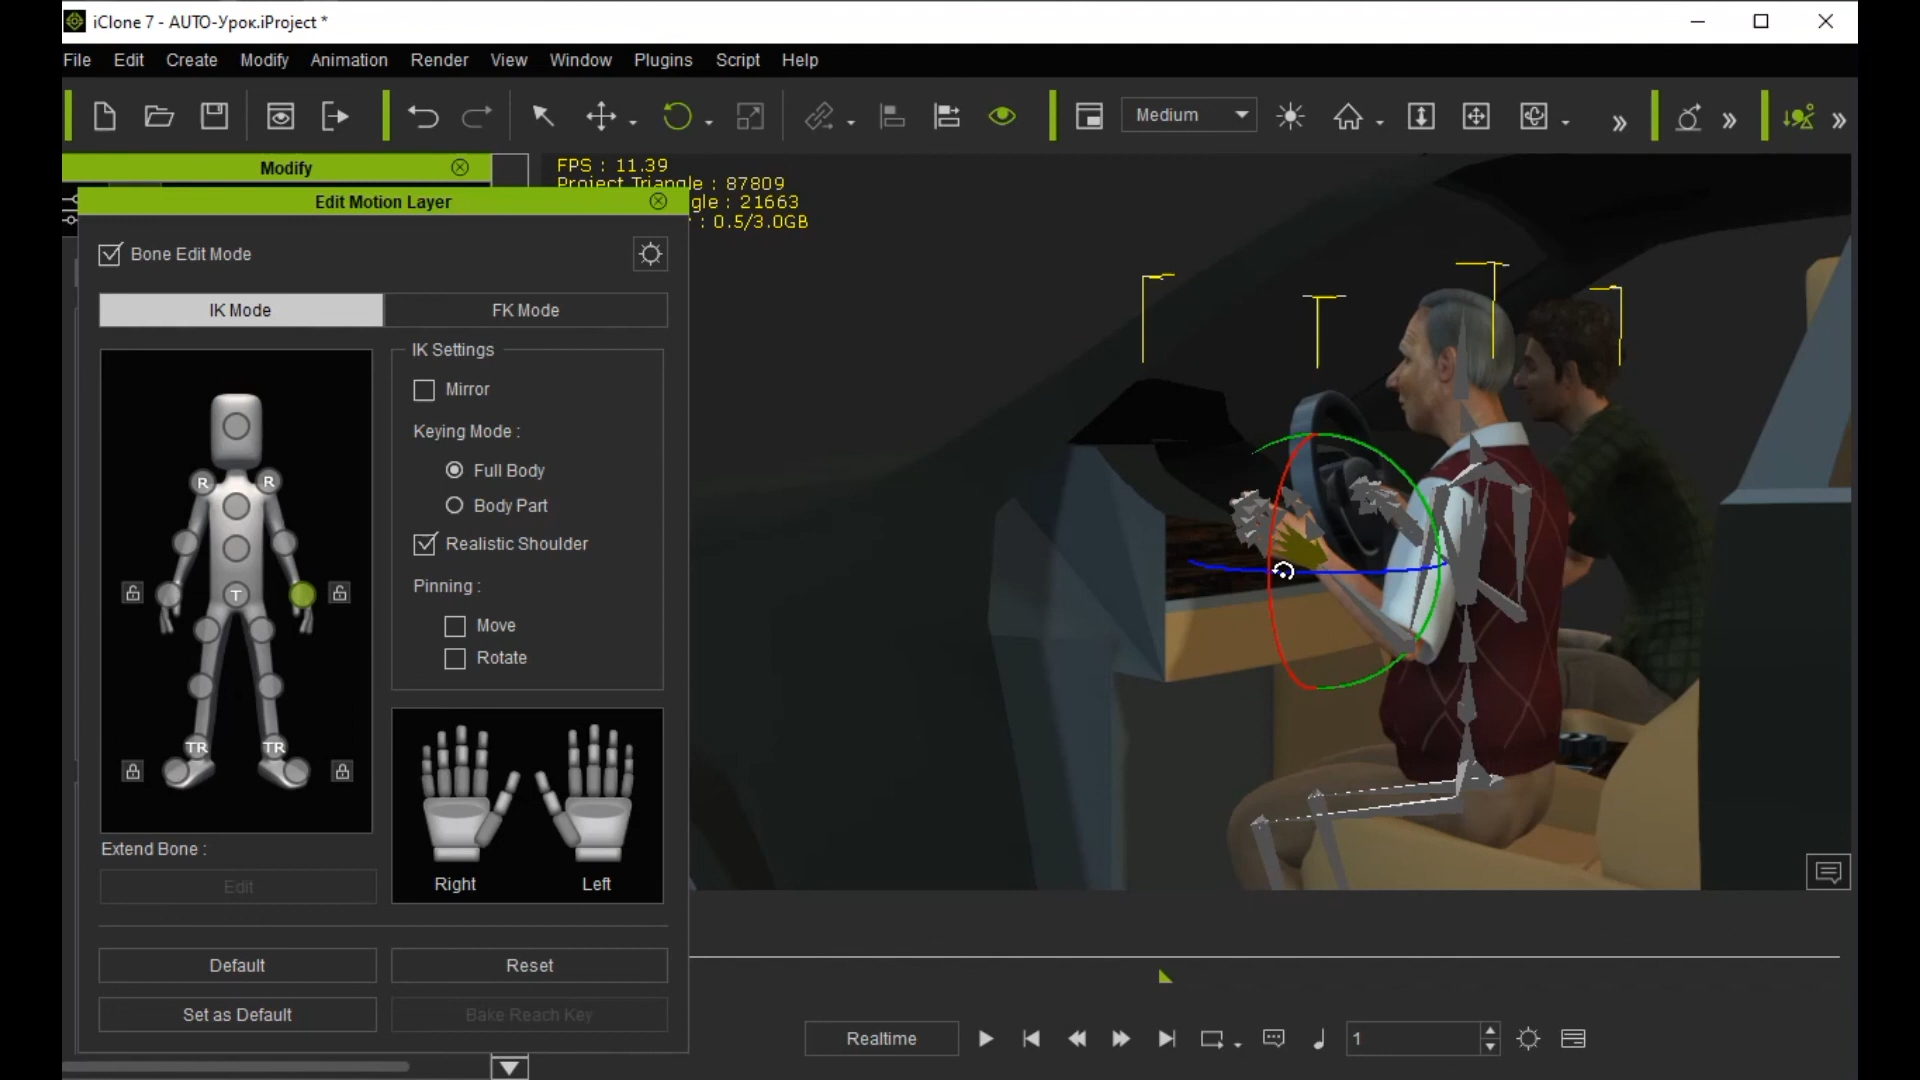 iClone 7 - AUTO-Урок.iProject *
File Edit Create Modify Animation Render View Window Plugins Script Help
Medium
Modify
FPS : 11.39
Project Triangle : 87809
gle : 21663
: 0.5/3.0GB
Edit Motion Layer
Bone Edit Mode
IK Mode FK Mode
IK Settings
Mirror
Keying Mode :
Full Body
Body Part
Realistic Shoulder
Pinning :
Move
Rotate
R R
T
TR TR
Right Left
Extend Bone :
Edit
Default Reset
Set as Default Bake Reach Key
Realtime 1